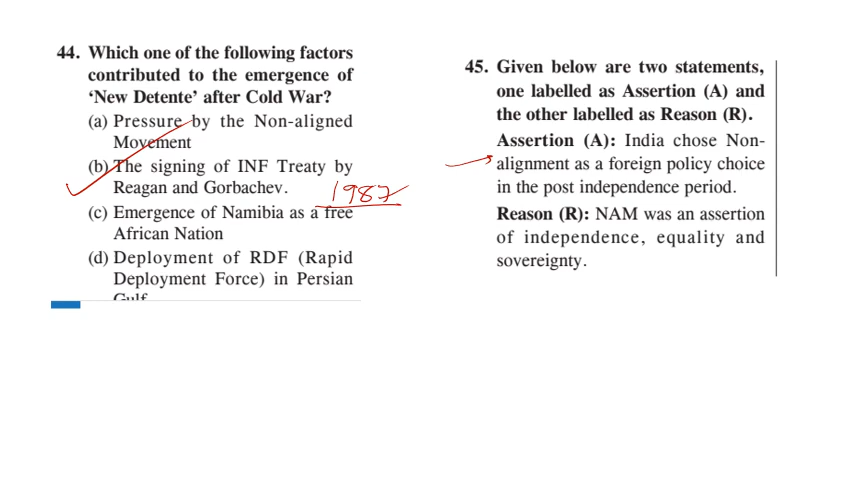 44. Which one of the following factors
contributed to the emergence of
‘New Detente’ after Cold War?
(a) Pressure by the Non-aligned
Movement
(b) The signing of INF Treaty by
Reagan and Gorbachev.
1987
(c) Emergence of Namibia as a free
African Nation
(d) Deployment of RDF (Rapid
Deployment Force) in Persian
Gulf
45. Given below are two statements,
one labelled as Assertion (A) and
the other labelled as Reason (R).
Assertion (A): India chose Non-
alignment as a foreign policy choice
in the post independence period.
Reason (R): NAM was an assertion
of independence, equality and
sovereignty.